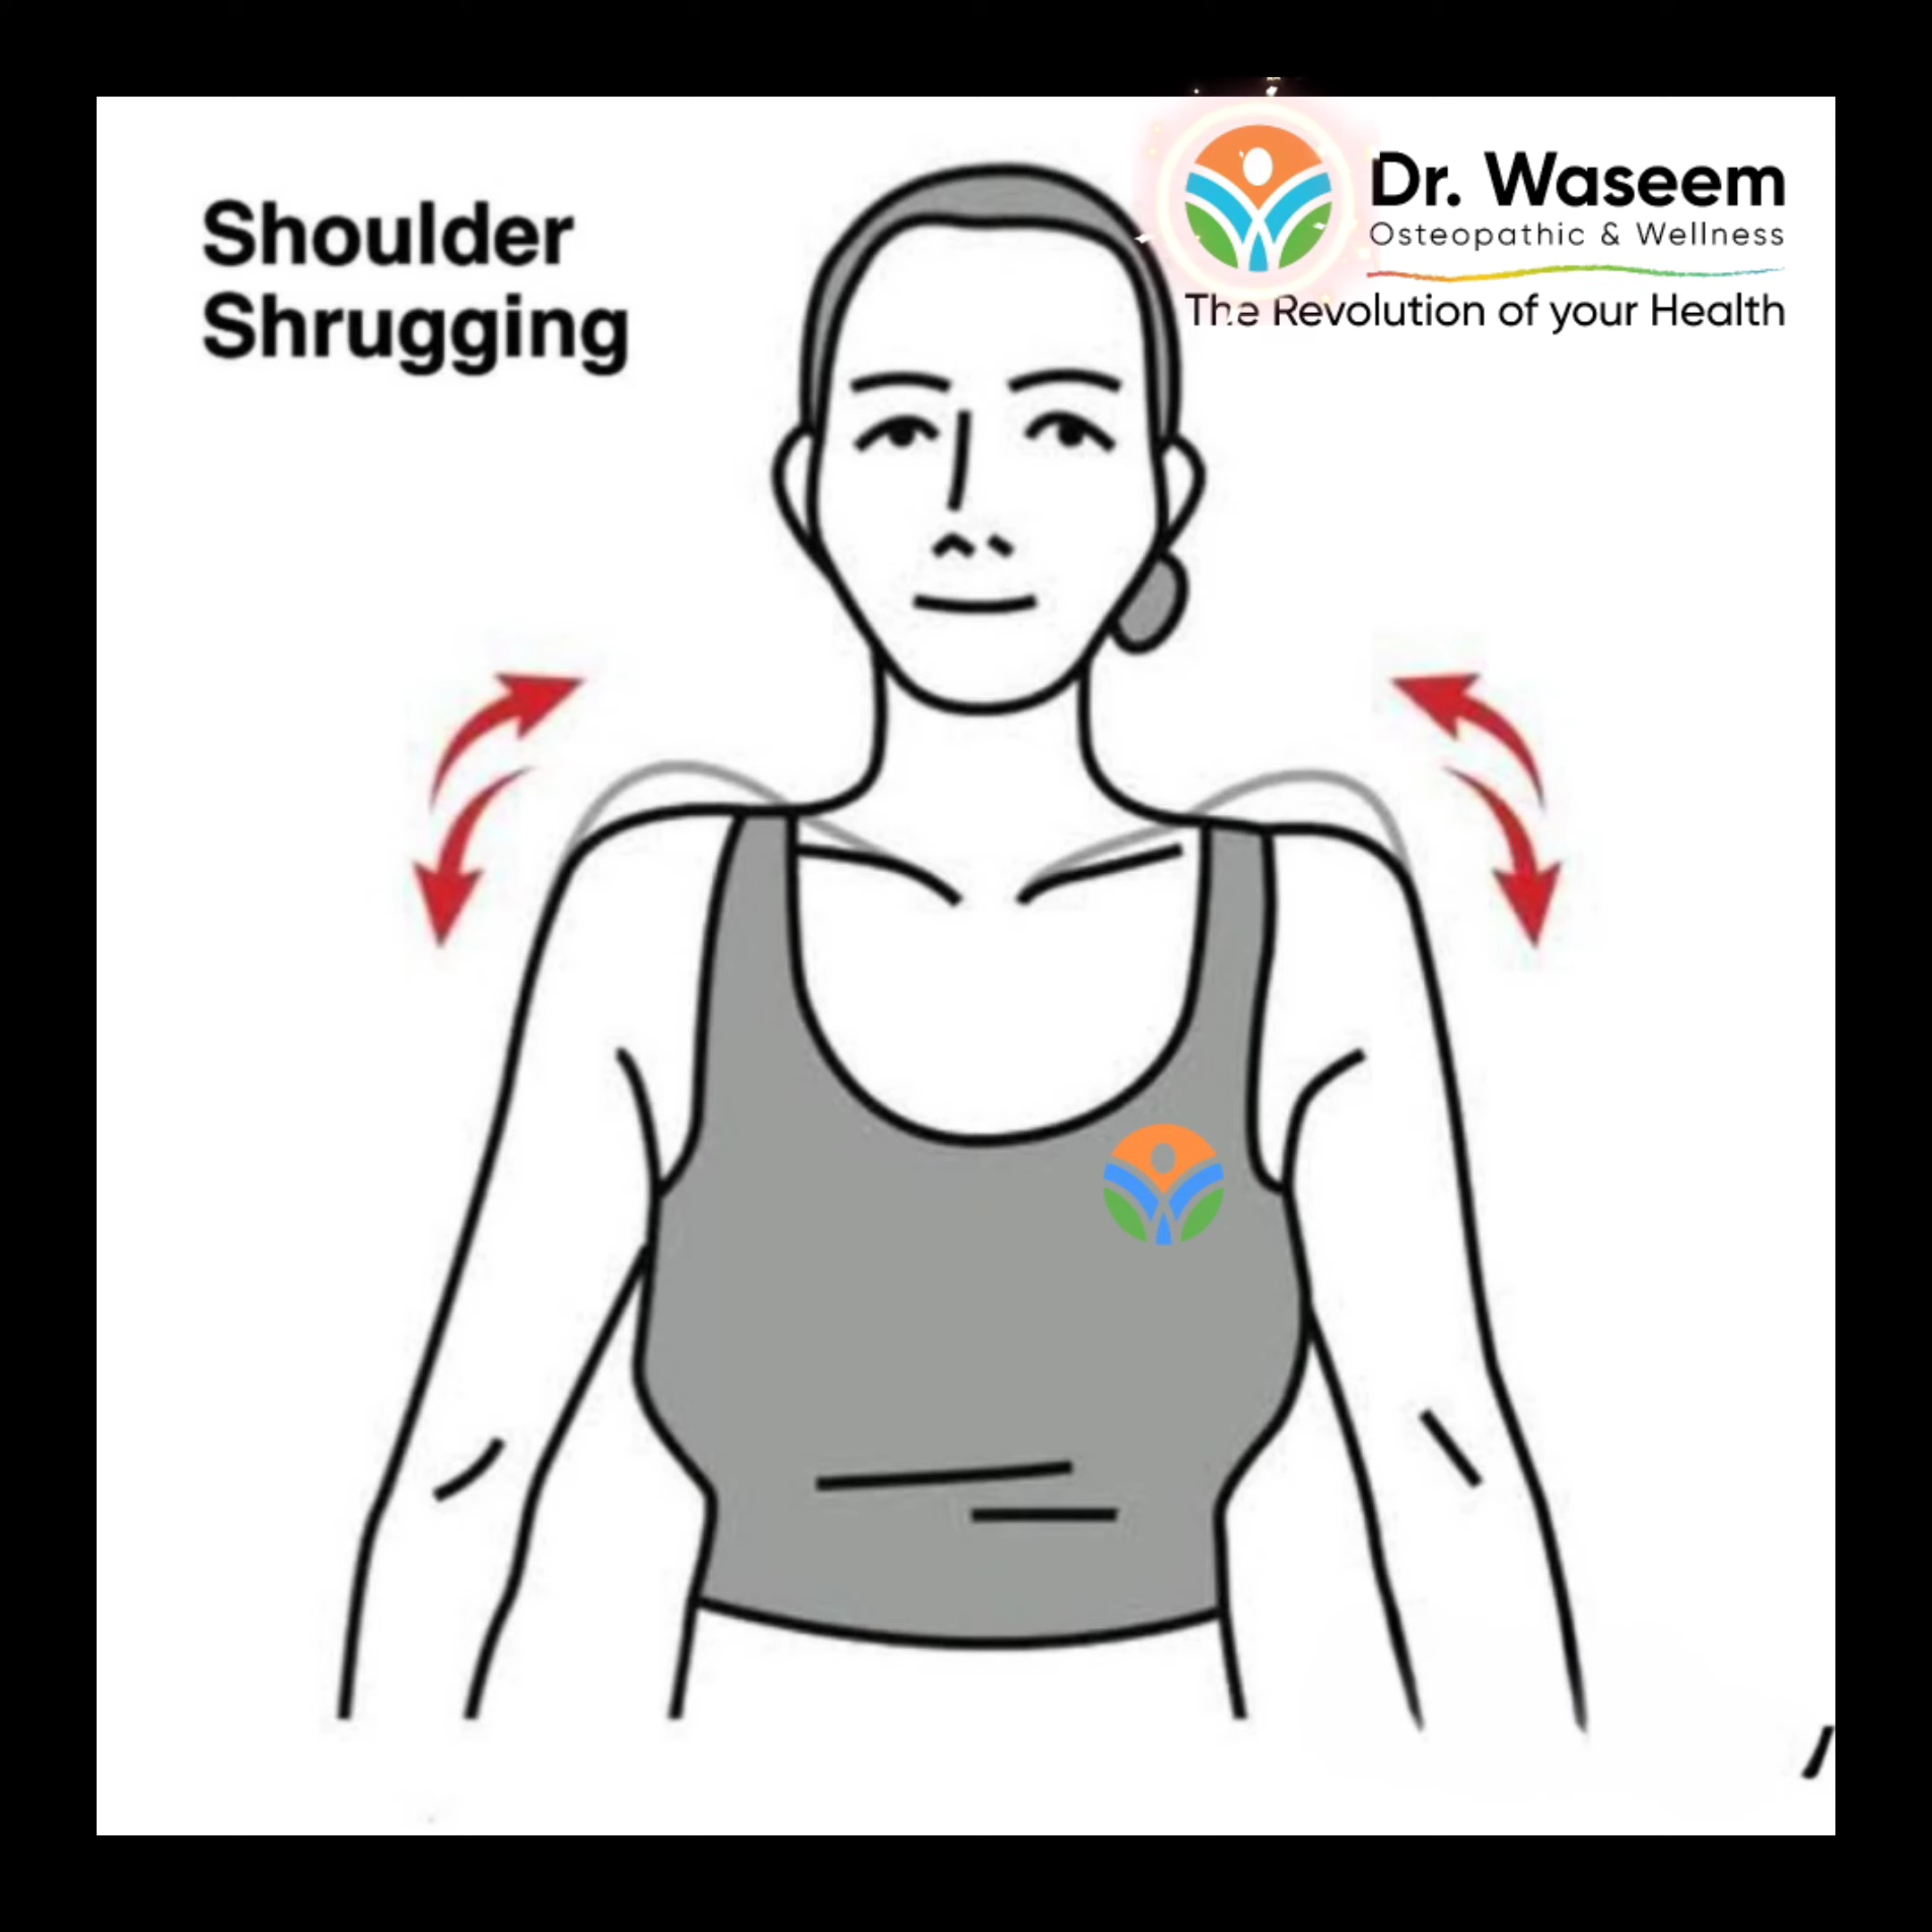 Shoulder
Shrugging
Dr. Waseem
Osteopathic & Wellness
The Revolution of your Health